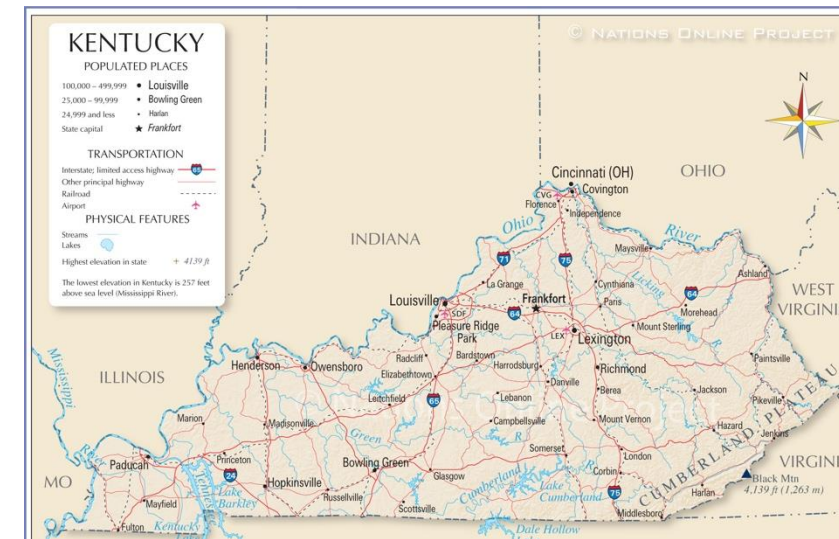 © NATIONS ONLINE PROJECT
KENTUCKY
POPULATED PLACES
100,000 – 499,999 Louisville
25,000 – 99,999 Bowling Green
24,999 and less Harlan
State capital ★ Frankfort
TRANSPORTATION
Interstate; limited access highway 65
Other principal highway
Railroad
Airport
PHYSICAL FEATURES
Streams
Lakes
Highest elevation in state + 4139 ft
The lowest elevation in Kentucky is 257 feet
above sea level (Mississippi River).
N
OHIO
INDIANA
ILLINOIS
MO
WEST
VIRGINIA
VIRGINIA
Cincinnati (OH)
Covington
CVG
Florence
Independence
Ohio
River
Maysville
Ashland
71
75
La Grange
Cynthiana
Licking
64
Louisville
SDF
64
Frankfort
Paris
Morehead
Pleasure Ridge
Park
LEX
Lexington
Mount Sterling
Mississippi
Henderson
Owensboro
Radcliff
Bardstown
Harrodsburg
Richmond
Paintsville
Elizabethtown
Danville
Berea
Jackson
Pikeville
Leitchfield
65
Lebanon
Marion
Madisonville
Campbellsville
Mount Vernon
Hazard
Jenkins
Green
R.
CUMBERLAND PLATEAU
Paducah
Princeton
Bowling Green
Somerset
London
24
Glasgow
Cumberland
R.
Corbin
Black Mtn
4,139 ft (1,263 m)
Hopkinsville
Lake
Barkley
Russellville
Lake
Cumberland
75
Harlan
Mayfield
Scottsville
Middlesboro
Fulton
Kentucky
Dale Hollow